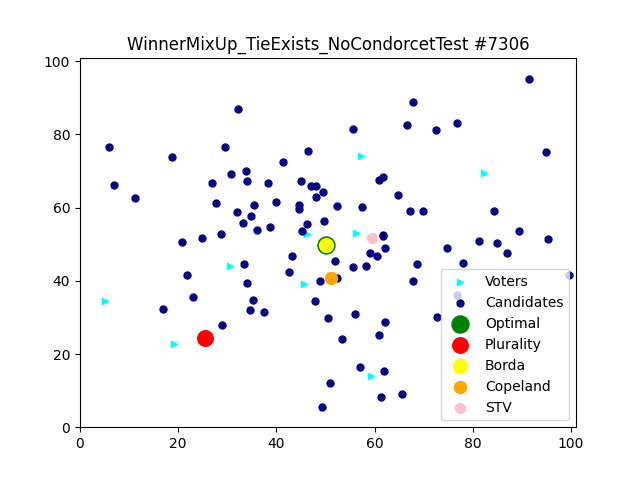 WinnerMixUp_TieExists_NoCondorcetTest #7306
100
80
60
40
20
0
0 20 40 60 80 100
Voters
Candidates
Optimal
Plurality
Borda
Copeland
STV